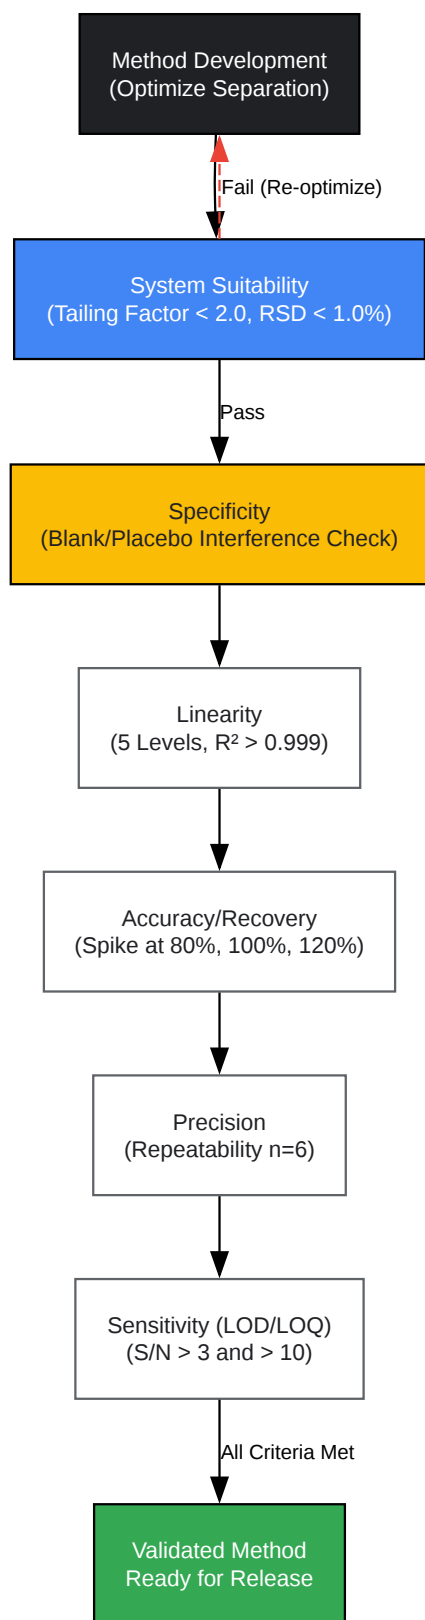 Method Development
(Optimize Separation)
Fail (Re-optimize)
System Suitability
(Tailing Factor < 2.0, RSD < 1.0%)
Pass
Specificity
(Blank/Placebo Interference Check)
Linearity
(5 Levels, R² > 0.999)
Accuracy/Recovery
(Spike at 80%, 100%, 120%)
Precision
(Repeatability n=6)
Sensitivity (LOD/LOQ)
(S/N > 3 and > 10)
All Criteria Met
Validated Method
Ready for Release